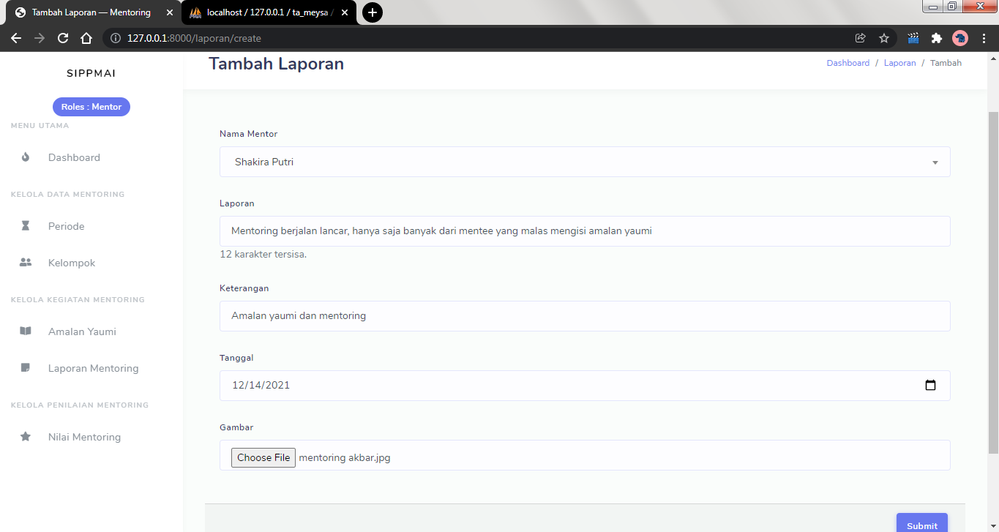 Tambah Laporan — Mentoring
localhost / 127.0.0.1 / ta_meysa /
127.0.0.1:8000/laporan/create
SIPPMAI
Roles : Mentor
MENU UTAMA
Dashboard
KELOLA DATA MENTORING
Periode
Kelompok
KELOLA KEGIATAN MENTORING
Amalan Yaumi
Laporan Mentoring
KELOLA PENILAIAN MENTORING
Nilai Mentoring
Tambah Laporan
Dashboard / Laporan / Tambah
Nama Mentor
Shakira Putri
Laporan
Mentoring berjalan lancar, hanya saja banyak dari mentee yang malas mengisi amalan yaumi
12 karakter tersisa.
Keterangan
Amalan yaumi dan mentoring
Tanggal
12/14/2021
Gambar
Choose File mentoring akbar.jpg
Submit